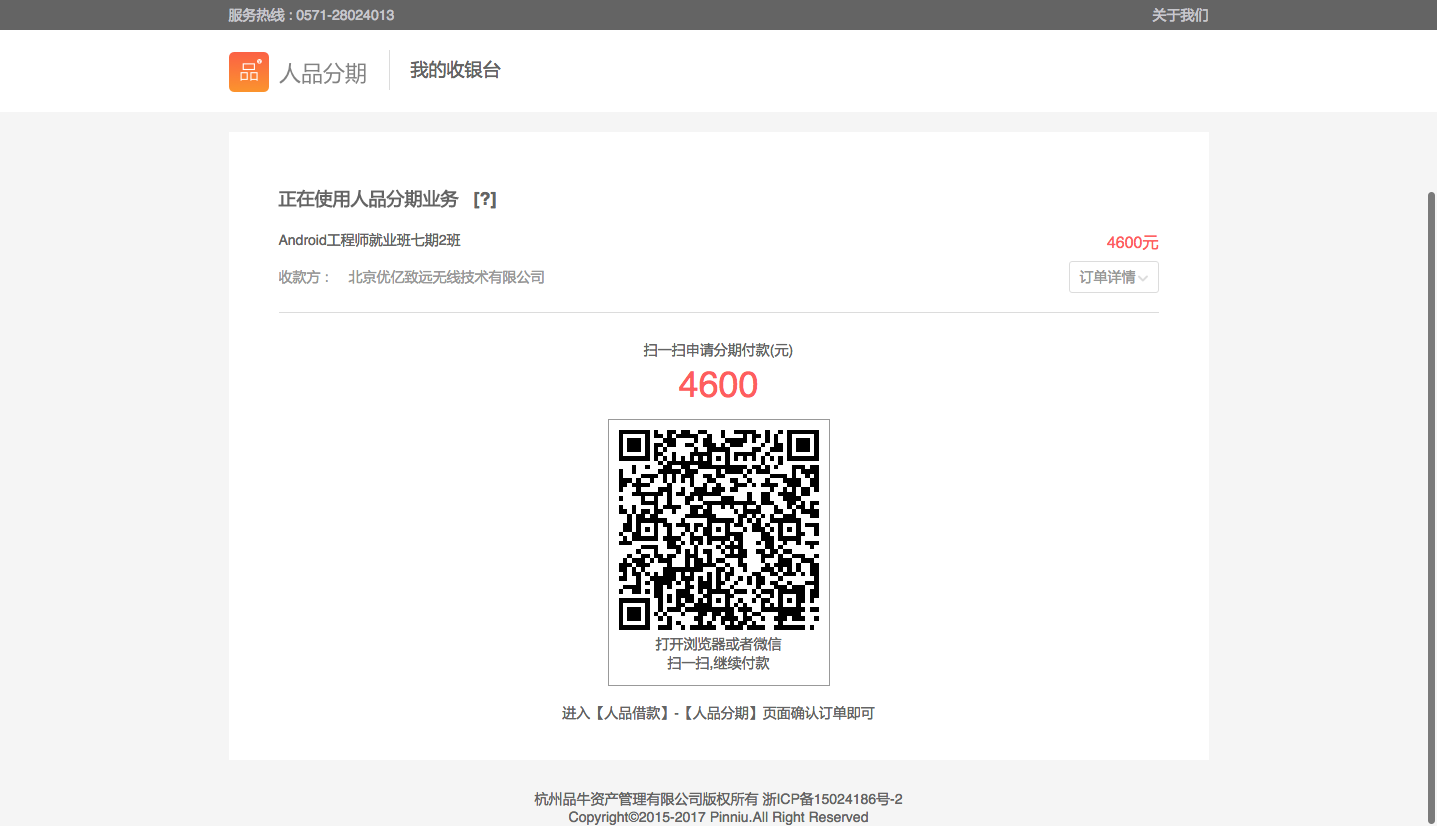 服务热线 : 0571-28024013
关于我们
品
人品分期
我的收银台
正在使用人品分期业务 [?]
Android工程师就业班七期2班
4600元
收款方： 北京优亿致远无线技术有限公司
订单详情
扫一扫申请分期付款(元)
4600
打开浏览器或者微信
扫一扫,继续付款
进入【人品借款】-【人品分期】页面确认订单即可
杭州品牛资产管理有限公司版权所有 浙ICP备15024186号-2
Copyright©2015-2017 Pinniu.All Right Reserved